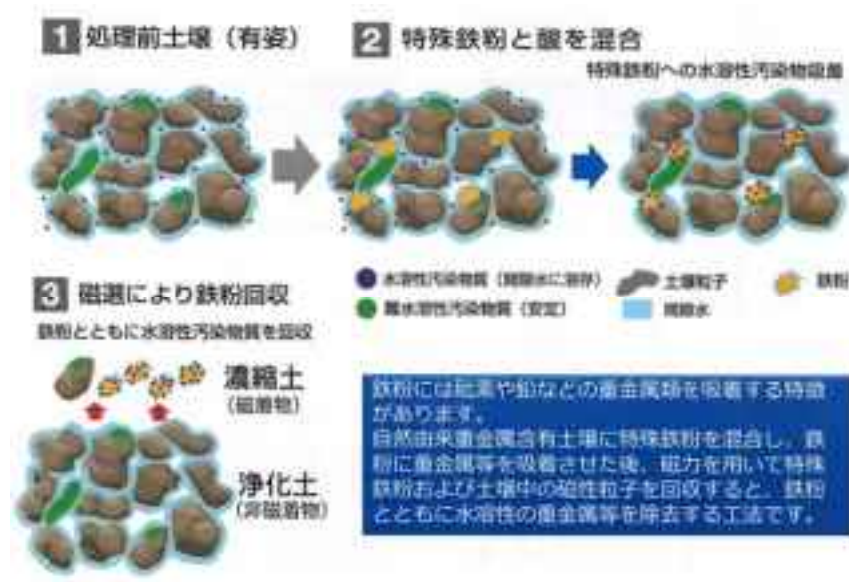 1 処理前土壌（有姿）
2 特殊鉄粉と酸を混合
特殊鉄粉への水溶性汚染物吸着
水溶性汚染物質（間隙水に溶存）
土壌粒子
鉄粉
難水溶性汚染物質（安定）
間隙水
3 磁選により鉄粉回収
鉄粉とともに水溶性汚染物質を回収
濃縮土
（磁着物）
浄化土
（非磁着物）
鉄粉には砒素や鉛などの重金属類を吸着する特徴
があります。
自然由来重金属含有土壌に特殊鉄粉を混合し、鉄
粉に重金属等を吸着させた後、磁力を用いて特殊
鉄粉および土壌中の磁性粒子を回収すると、鉄粉
とともに水溶性の重金属等を除去する工法です。